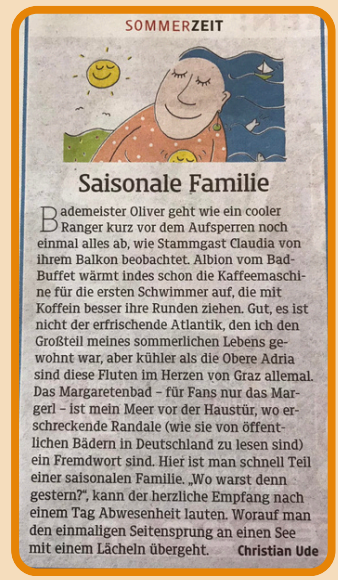 SOMMERZEIT
Saisonale Familie
Bademeister Oliver geht wie ein cooler
Ranger kurz vor dem Aufsperren noch
einmal alles ab, wie Stammgast Claudia von
ihrem Balkon beobachtet. Albion vom Bad-
Buffet wärmt indes schon die Kaffeemaschi-
ne für die ersten Schwimmer auf, die mit
Koffein besser ihre Runden ziehen. Gut, es ist
nicht der erfrischende Atlantik, den ich den
Großteil meines sommerlichen Lebens ge-
wohnt war, aber kühler als die Obere Adria
sind diese Fluten im Herzen von Graz allemal.
Das Margaretenbad – für Fans nur das Mar-
gerl – ist mein Meer vor der Haustür, wo er-
schreckende Randale (wie sie von öffent-
lichen Bädern in Deutschland zu lesen sind)
ein Fremdwort sind. Hier ist man schnell Teil
einer saisonalen Familie. „Wo warst denn
gestern?“, kann der herzliche Empfang nach
einem Tag Abwesenheit lauten. Worauf man
den einmaligen Seitensprung an einen See
mit einem Lächeln übergeht. Christian Ude